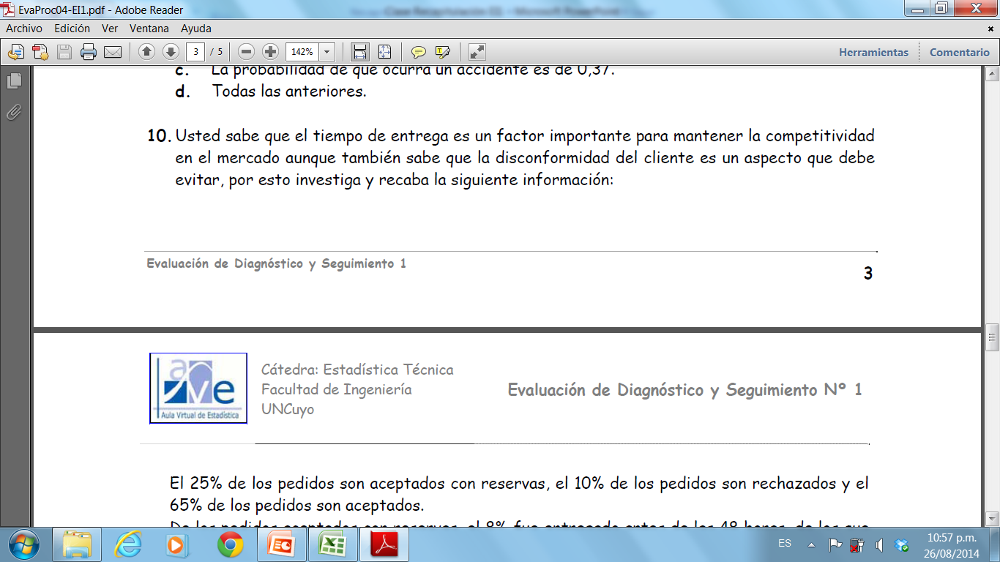 EvaProc04-EI1.pdf - Adobe Reader
Archivo Edición Ver Ventana Ayuda
3 / 5 142% Herramientas Comentario
c. La probabilidad de que ocurra un accidente es de 0,37.
d. Todas las anteriores.
10. Usted sabe que el tiempo de entrega es un factor importante para mantener la competitividad
en el mercado aunque también sabe que la disconformidad del cliente es un aspecto que debe
evitar, por esto investiga y recaba la siguiente información:
Evaluación de Diagnóstico y Seguimiento 1
3
ave
Aula Virtual de Estadística
Cátedra: Estadística Técnica
Facultad de Ingeniería
UNCuyo
Evaluación de Diagnóstico y Seguimiento Nº 1
El 25% de los pedidos son aceptados con reservas, el 10% de los pedidos son rechazados y el
65% de los pedidos son aceptados.
De los pedidos aceptados con reservas, el 8% fue entregado antes de las 48 horas, de los que
ES
10:57 p.m.
26/08/2014